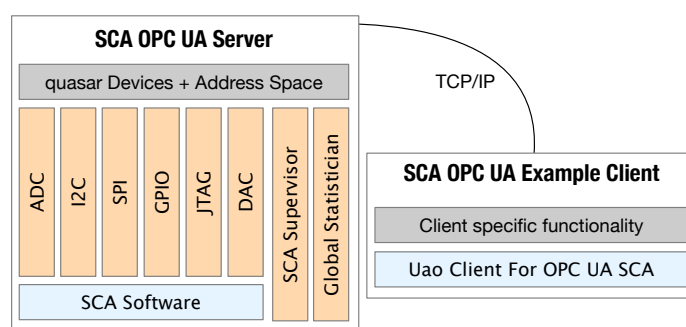 SCA OPC UA Server
quasar Devices + Address Space
ADC
I2C
SPI
GPIO
JTAG
DAC
SCA Supervisor
Global Statistician
SCA Software
TCP/IP
SCA OPC UA Example Client
Client specific functionality
Uao Client For OPC UA SCA